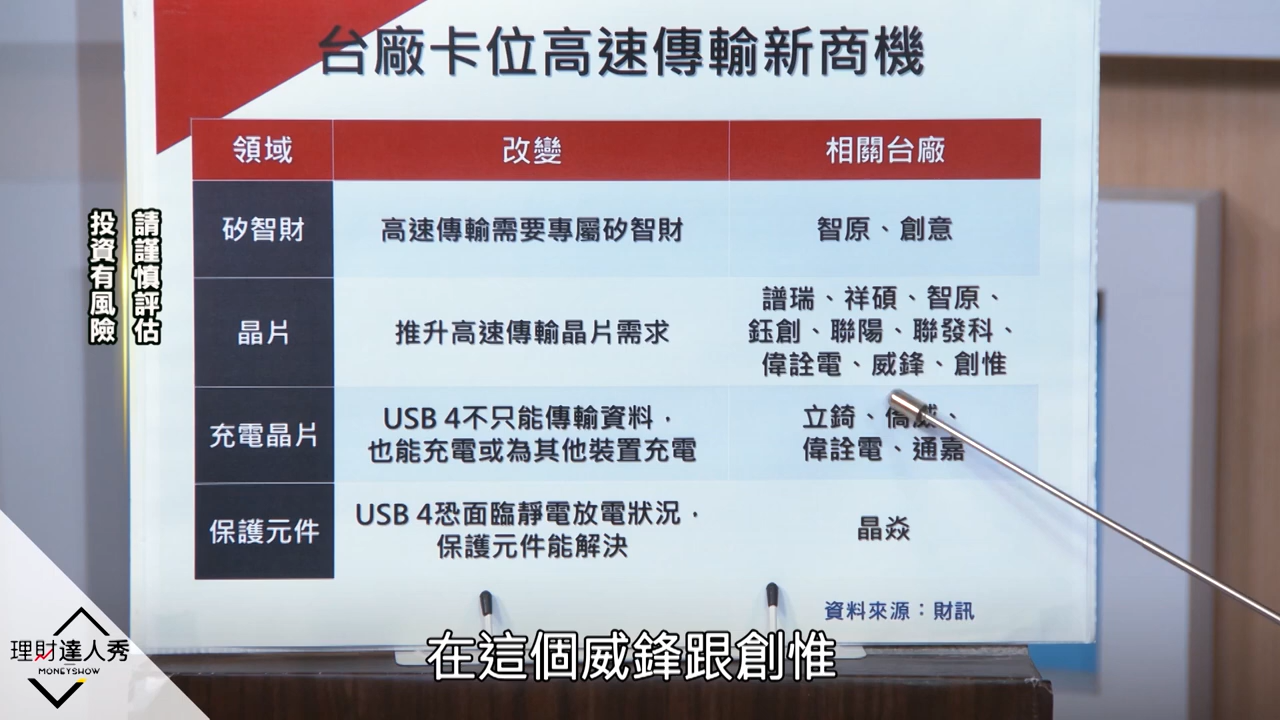 台廠卡位高速傳輸新商機
領域 改變 相關台廠
矽智財 高速傳輸需要專屬矽智財 智原、創意
晶片 推升高速傳輸晶片需求 譜瑞、祥碩、智原、
鈺創、聯陽、聯發科、
偉詮電、威鋒、創惟
充電晶片 USB 4不只能傳輸資料，
也能充電或為其他裝置充電
立錡、僑威、
偉詮電、通嘉
保護元件 USB 4恐面臨靜電放電狀況，
保護元件能解決
晶焱
資料來源：財訊
請謹慎評估
投資有風險
理財達人秀
MONEYSHOW
在這個威鋒跟創惟